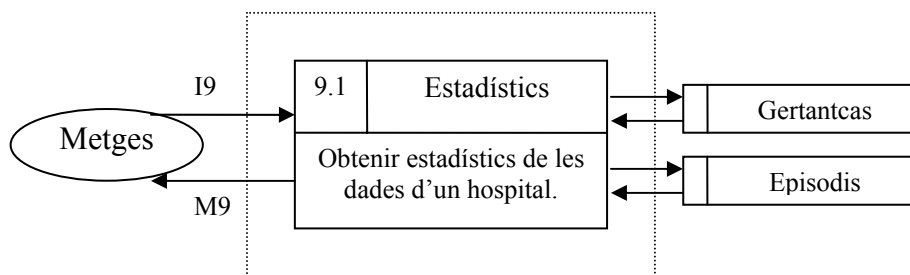 I9
9.1
Estadístics
Gertantcas
Metges
Obtenir estadístics de les
dades d’un hospital.
Episodis
M9